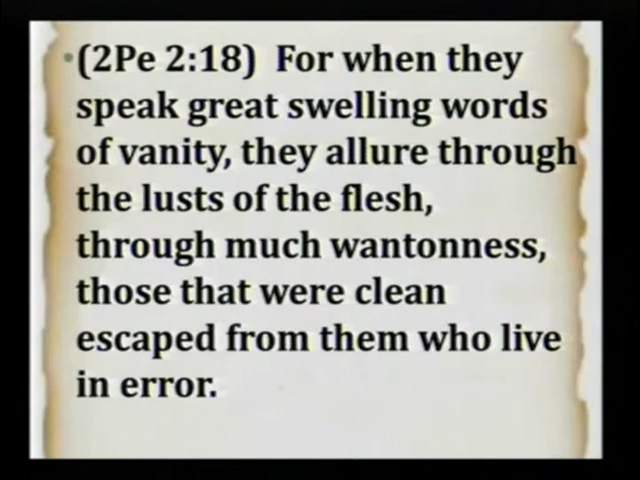 •(2Pe 2:18)  For when they
speak great swelling words
of vanity, they allure through
the lusts of the flesh,
through much wantonness,
those that were clean
escaped from them who live
in error.